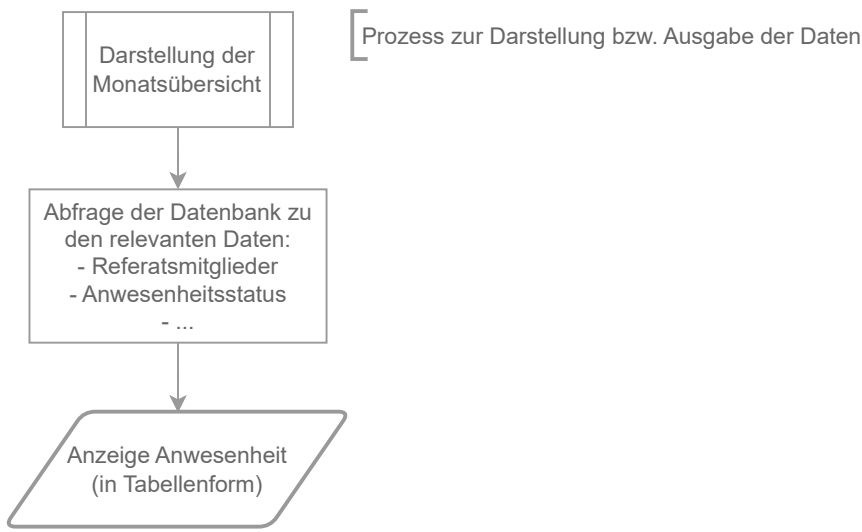 Darstellung der
Monatsübersicht
Prozess zur Darstellung bzw. Ausgabe der Daten
Abfrage der Datenbank zu
den relevanten Daten:
- Referatsmitglieder
- Anwesenheitsstatus
- ...
Anzeige Anwesenheit
(in Tabellenform)